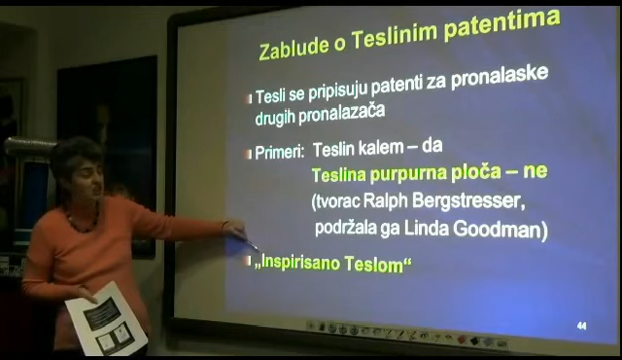 Zablude o Teslinim patentima
Tesli se pripisuju patenti za pronalaske
drugih pronalazača
Primeri: Teslin kalem – da
Teslina purpurna ploča – ne
(tvorac Ralph Bergstresser,
podržala ga Linda Goodman)
„Inspirisano Teslom“
44